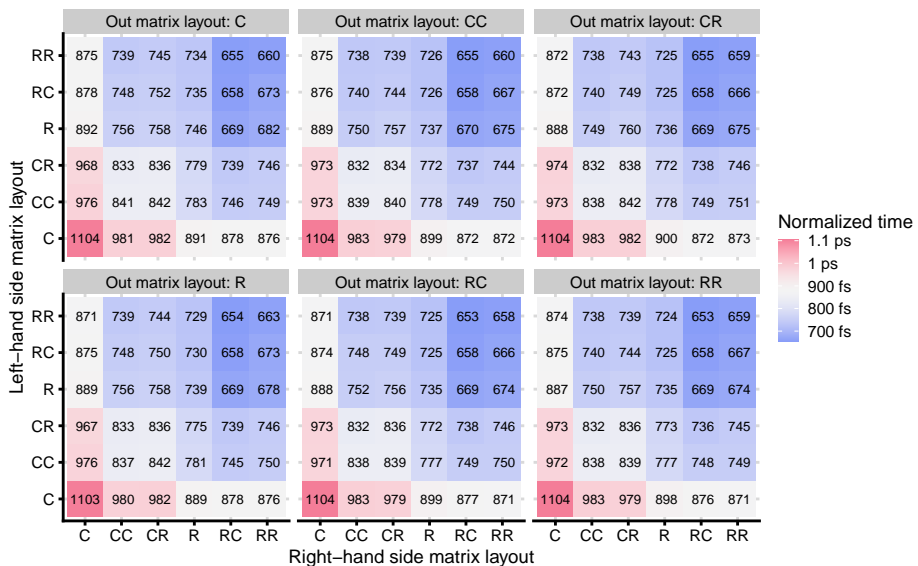 Out matrix layout: C Out matrix layout: CC Out matrix layout: CR
RR 875 739 745 734 655 660 875 738 739 726 655 660 872 738 743 725 655 659
RC 878 748 752 735 658 673 876 740 744 726 658 667 872 740 749 725 658 666
R 892 756 758 746 669 682 889 750 757 737 670 675 888 749 760 736 669 675
CR 968 833 836 779 739 746 973 832 834 772 737 744 974 832 838 772 738 746
CC 976 841 842 783 746 749 973 839 840 778 749 750 973 838 842 778 749 751
C 1104 981 982 891 878 876 1104 983 979 899 872 872 1104 983 982 900 872 873
Out matrix layout: R Out matrix layout: RC Out matrix layout: RR
RR 871 739 744 729 654 663 871 738 739 725 653 658 874 738 739 724 653 659
RC 875 748 750 730 658 673 874 748 749 725 658 666 875 740 744 725 658 667
R 889 756 758 739 669 678 888 752 756 735 669 674 887 750 757 735 669 674
CR 967 833 836 775 739 746 973 832 836 772 738 746 973 832 836 773 736 745
CC 976 837 842 781 745 750 971 838 839 777 749 750 972 838 839 777 748 749
C 1103 980 982 889 878 876 1104 983 979 899 877 871 1104 983 979 898 876 871
C CC CR R RC RR C CC CR R RC RR C CC CR R RC RR
Right−hand side matrix layout
Left−hand side matrix layout
Normalized time
1.1 ps
1 ps
900 fs
800 fs
700 fs